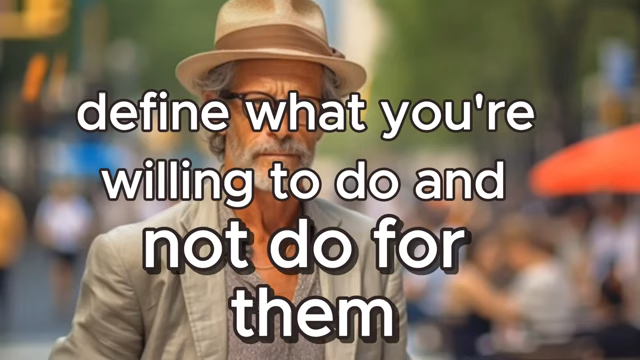 define what you're
willing to do and
not do for
them